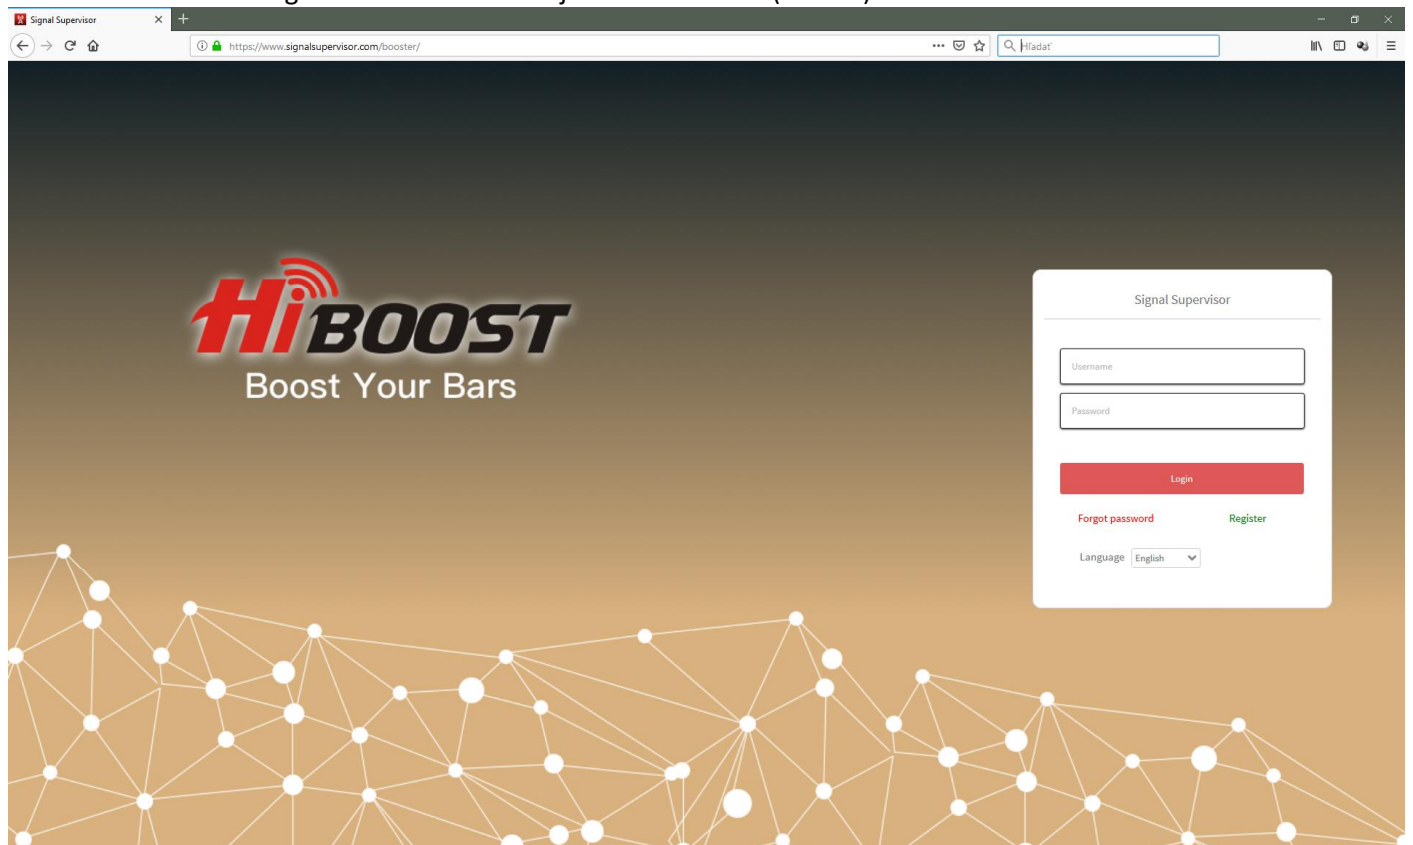 Signal Supervisor
https://www.signalsupervisor.com/booster/
Hľadať
HiBOOST
Boost Your Bars
Signal Supervisor
Username
Password
Login
Forgot password
Register
Language English